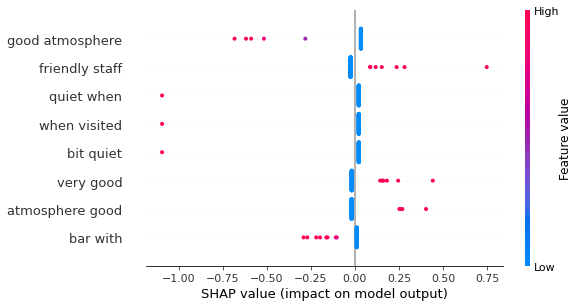 High
good atmosphere
friendly staff
quiet when
when visited
bit quiet
very good
atmosphere good
bar with
Feature value
Low
−1.00 −0.75 −0.50 −0.25 0.00 0.25 0.50 0.75
SHAP value (impact on model output)